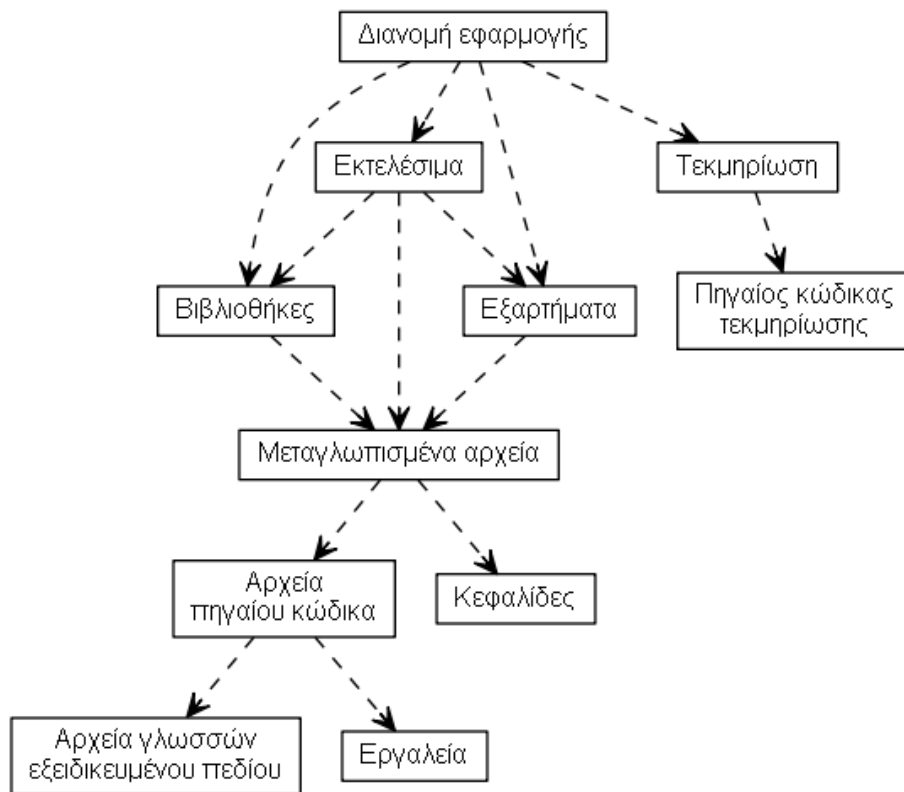 Διανομή εφαρμογής
Εκτελέσιμα
Τεκμηρίωση
Βιβλιοθήκες
Εξαρτήματα
Πηγαίος κώδικας
τεκμηρίωσης
Μεταγλωπισμένα αρχεία
Αρχεία
πηγαίου κώδικα
Κεφαλίδες
Αρχεία γλωσσών
εξειδικευμένου πεδίου
Εργαλεία